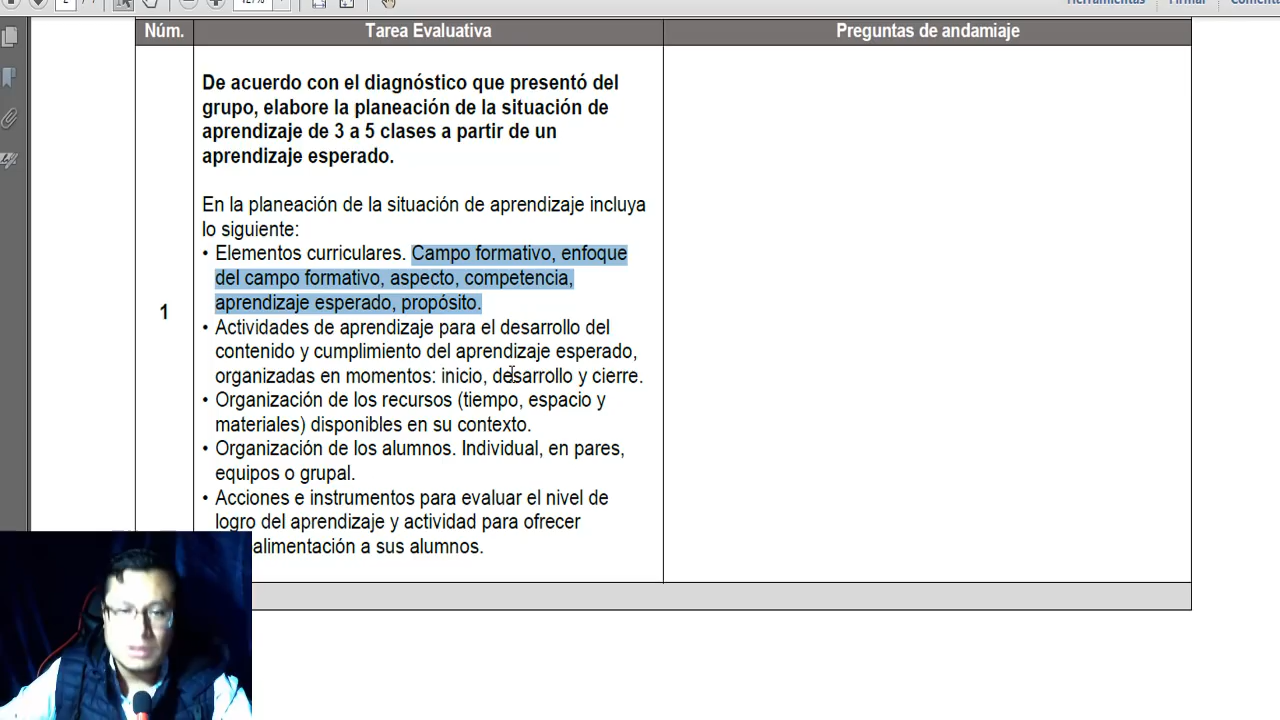 Núm.
Tarea Evaluativa
Preguntas de andamiaje
De acuerdo con el diagnóstico que presentó del
grupo, elabore la planeación de la situación de
aprendizaje de 3 a 5 clases a partir de un
aprendizaje esperado.
En la planeación de la situación de aprendizaje incluya
lo siguiente:
• Elementos curriculares. Campo formativo, enfoque
del campo formativo, aspecto, competencia,
aprendizaje esperado, propósito.
1
• Actividades de aprendizaje para el desarrollo del
contenido y cumplimiento del aprendizaje esperado,
organizadas en momentos: inicio, desarrollo y cierre.
• Organización de los recursos (tiempo, espacio y
materiales) disponibles en su contexto.
• Organización de los alumnos. Individual, en pares,
equipos o grupal.
• Acciones e instrumentos para evaluar el nivel de
logro del aprendizaje y actividad para ofrecer
alimentación a sus alumnos.